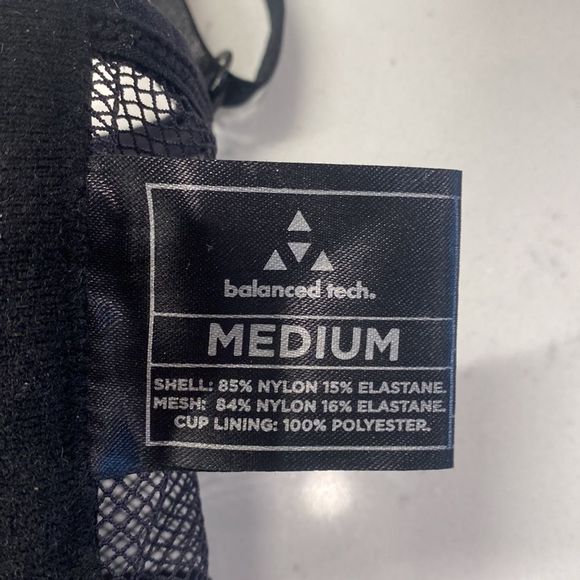 balanced tech.
MEDIUM
SHELL: 85% NYLON 15% ELASTANE.
MESH: 84% NYLON 16% ELASTANE.
CUP LINING: 100% POLYESTER.